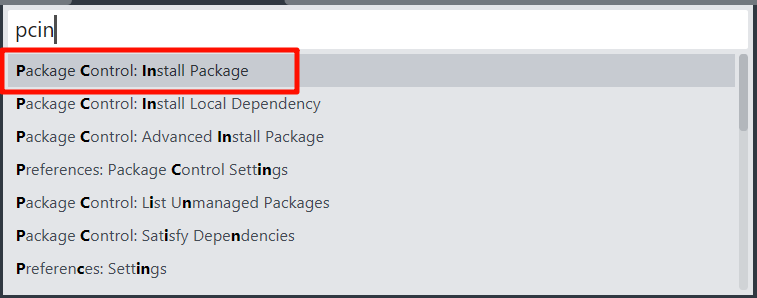 pcin
Package Control: Install Package
Package Control: Install Local Dependency
Package Control: Advanced Install Package
Preferences: Package Control Settings
Package Control: List Unmanaged Packages
Package Control: Satisfy Dependencies
Preferences: Settings